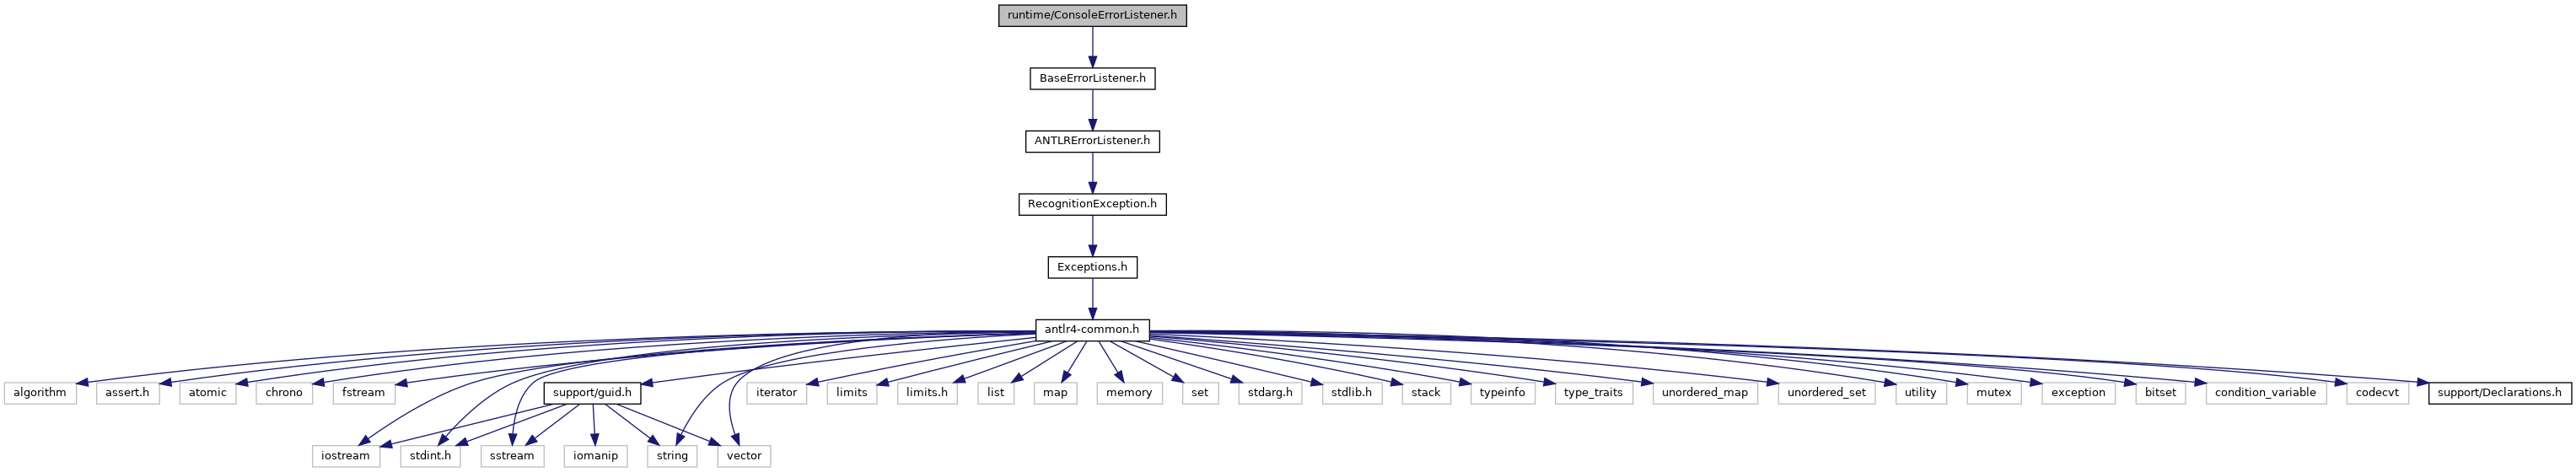 runtime/ConsoleErrorListener.h
BaseErrorListener.h
ANTLRErrorListener.h
RecognitionException.h
Exceptions.h
antlr4-common.h
algorithm
assert.h
atomic
chrono
fstream
support/guid.h
iterator
limits
limits.h
list
map
memory
set
stdarg.h
stdlib.h
stack
typeinfo
type_traits
unordered_map
unordered_set
utility
mutex
exception
bitset
condition_variable
codecvt
support/Declarations.h
iostream
stdint.h
sstream
iomanip
string
vector